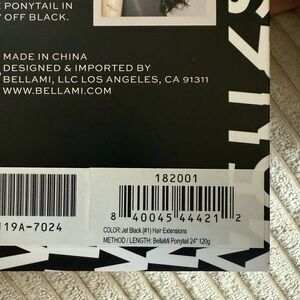 E PONYTAIL IN
OFF BLACK.
MADE IN CHINA
DESIGNED & IMPORTED BY
BELLAMI, LLC LOS ANGELES, CA 91311
WWW.BELLAMI.COM
182001
8 40045 44421 2
COLOR: Jet Black (#1) Hair Extensions
METHOD / LENGTH: BellaMi Ponytail 24" 120g
119A-7024